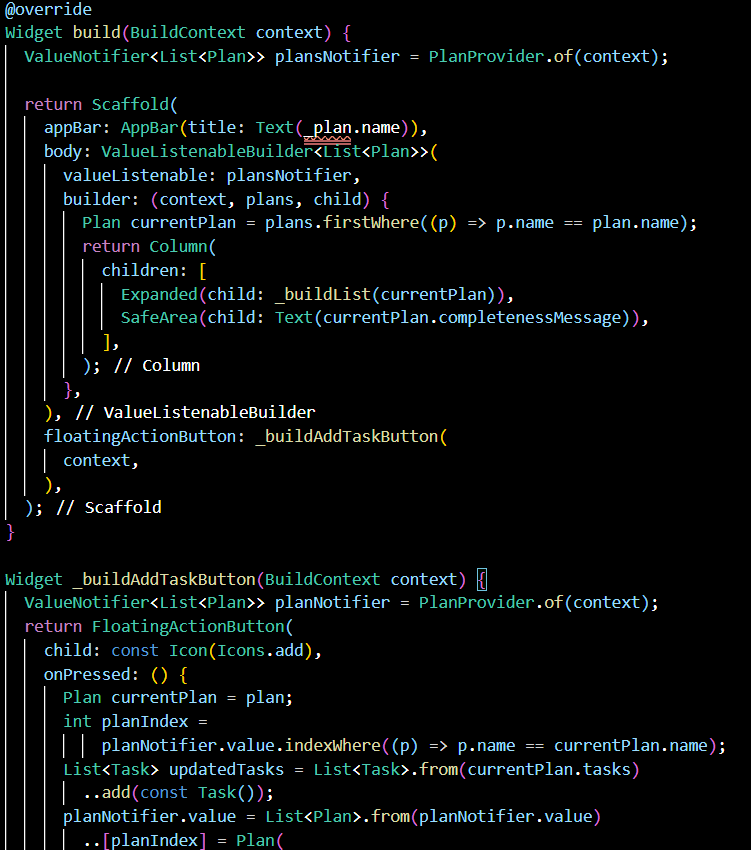 @override
Widget build(BuildContext context) {
  ValueNotifier<List<Plan>> plansNotifier = PlanProvider.of(context);

  return Scaffold(
    appBar: AppBar(title: Text(_plan.name)),
    body: ValueListenableBuilder<List<Plan>>(
      valueListenable: plansNotifier,
      builder: (context, plans, child) {
        Plan currentPlan = plans.firstWhere((p) => p.name == plan.name);
        return Column(
          children: [
            Expanded(child: _buildList(currentPlan)),
            SafeArea(child: Text(currentPlan.completenessMessage)),
          ],
        ); // Column
      },
    ), // ValueListenableBuilder
    floatingActionButton: _buildAddTaskButton(
      context,
    ),
  ); // Scaffold
}

Widget _buildAddTaskButton(BuildContext context) {
  ValueNotifier<List<Plan>> planNotifier = PlanProvider.of(context);
  return FloatingActionButton(
    child: const Icon(Icons.add),
    onPressed: () {
      Plan currentPlan = plan;
      int planIndex =
          planNotifier.value.indexWhere((p) => p.name == currentPlan.name);
      List<Task> updatedTasks = List<Task>.from(currentPlan.tasks)
        ..add(const Task());
      planNotifier.value = List<Plan>.from(planNotifier.value)
        ..[planIndex] = Plan(